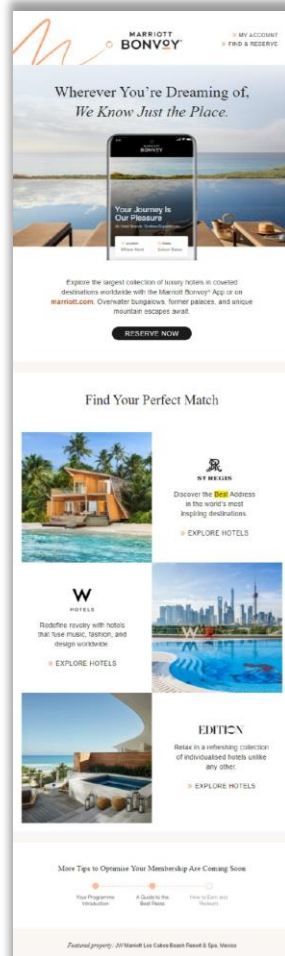 MARRIOTT
BONVOY
MY ACCOUNT
FIND & RESERVE
Wherever You're Dreaming of,
We Know Just the Place.
MARRIOTT
BONVOY
Your Journey Is
Our Pleasure
Explore the largest collection of luxury hotels in coveted
destinations worldwide with the Marriott Bonvoy® App or on
marriott.com. Overwater bungalows, former palaces, and unique
mountain escapes await.
RESERVE NOW
Find Your Perfect Match
ST REGIS
Discover the Best Address
in the world's most
inspiring destinations.
EXPLORE HOTELS
W
HOTELS
Redefine revelry with hotels
that fuse music, fashion, and
design worldwide.
EXPLORE HOTELS
W
EDITION
Relax in a refreshing collection
of individualised hotels unlike
any other.
EXPLORE HOTELS
More Tips to Optimise Your Membership Are Coming Soon
Your Programme
Introduction
A Guide to the
Best Rates
How to Earn and
Redeem
Featured property: JW Marriott Los Cabos Beach Resort & Spa, Mexico